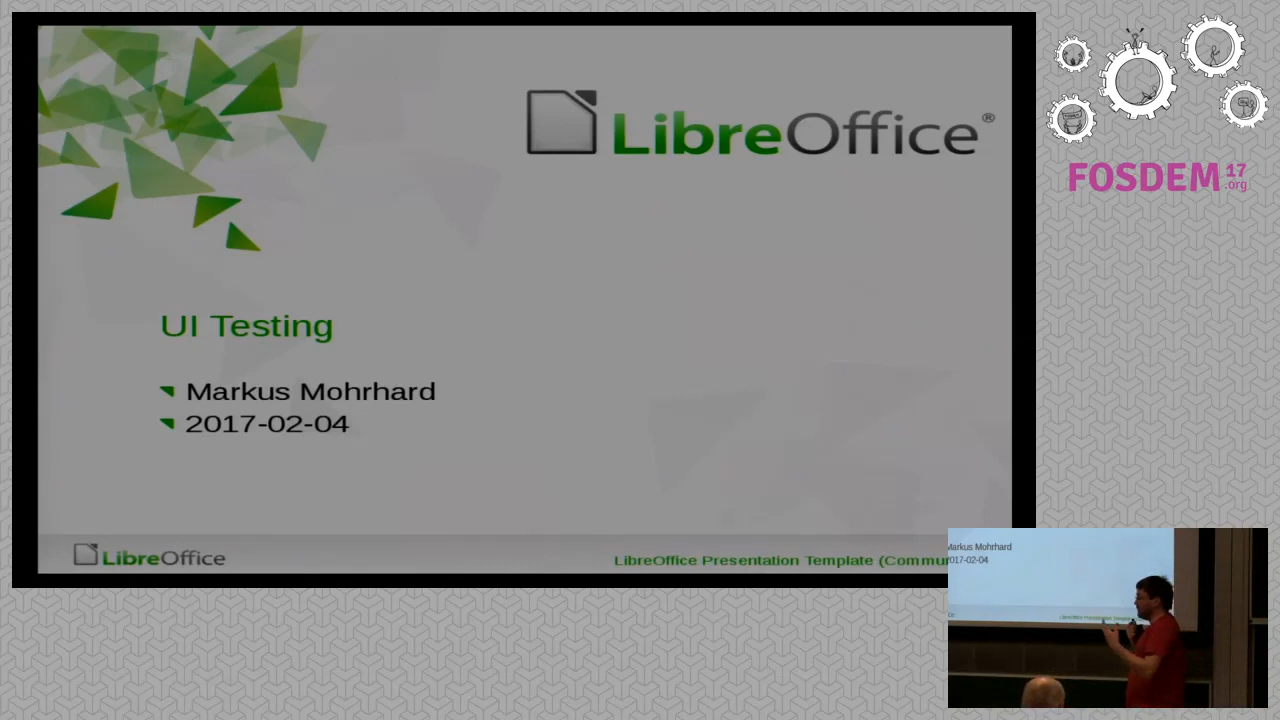 LibreOffice®
UI Testing
Markus Mohrhard
2017-02-04
LibreOffice
LibreOffice Presentation Template (Commu
FOSDEM 17
.org
Markus Mohrhard
2017-02-04